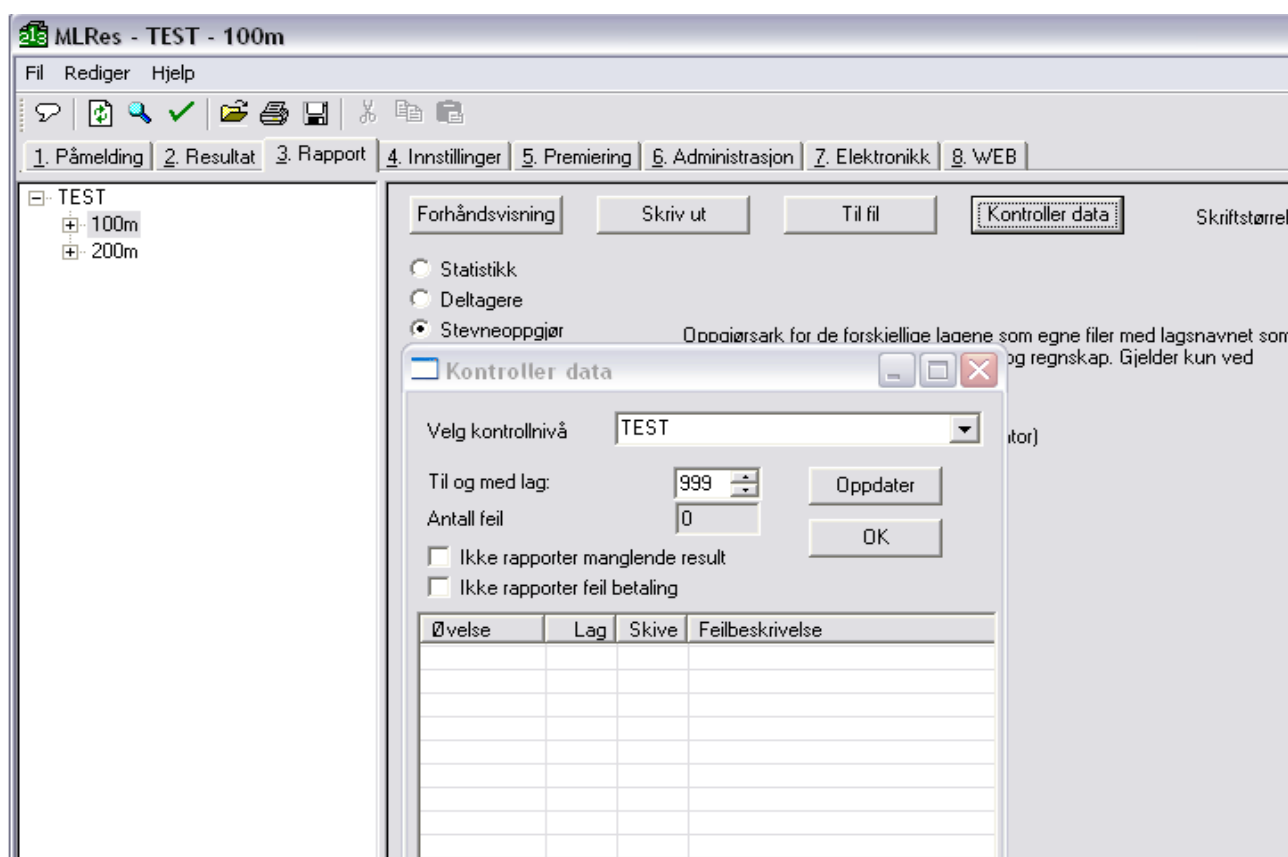 MLRes - TEST - 100m
Fil Rediger Hjelp
1. Påmelding 2. Resultat 3. Rapport 4. Innstillinger 5. Premiering 6. Administrasjon 7. Elektronikk 8. WEB
TEST
100m
200m
Forhåndsvisning Skriv ut Til fil Kontroller data Skriftstørrel
Statistikk
Deltagere
Stevneoppgjør
Oppgjørsark for de forskjellige lagene som egne filer med lagsnavnet som
og regnskap. Gjelder kun ved
ator)
Kontroller data
Velg kontrollnivå TEST
Til og med lag: 999 Oppdater
Antall feil 0 OK
Ikke rapporter manglende result
Ikke rapporter feil betaling
Øvelse Lag Skive Feilbeskrivelse